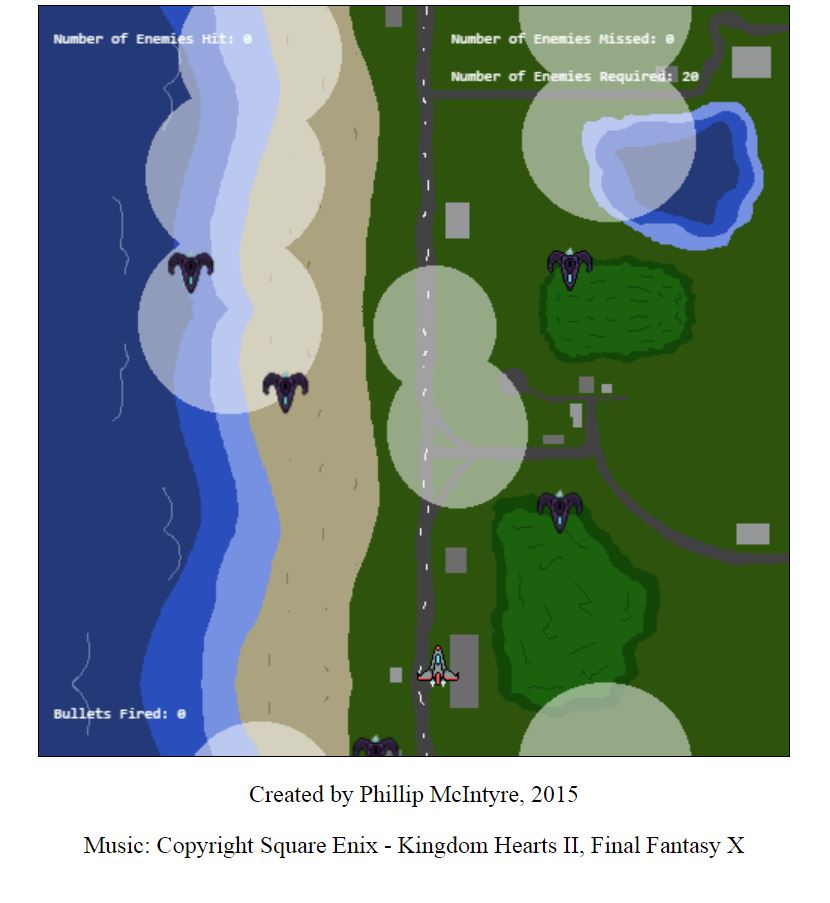 Number of Enemies Hit: 0
Number of Enemies Missed: 0
Number of Enemies Required: 20
Bullets Fired: 0
Created by Phillip McIntyre, 2015
Music: Copyright Square Enix - Kingdom Hearts II, Final Fantasy X